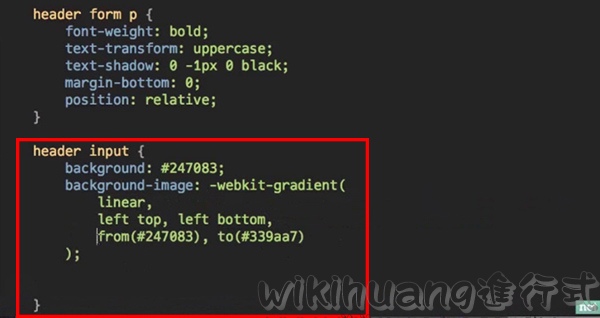 header form p {
font-weight: bold;
text-transform: uppercase;
text-shadow: 0 -1px 0 black;
margin-bottom: 0;
position: relative;
}
header input {
background: #247083;
background-image: -webkit-gradient(
linear,
left top, left bottom,
from(#247083), to(#339aa7)
);
}
wikihuang進行式